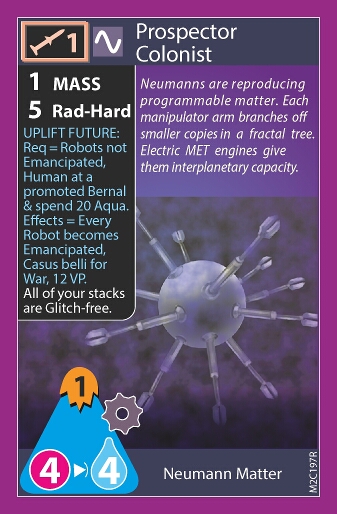 1
Prospector
Colonist
1 MASS
5 Rad-Hard
UPLIFT FUTURE:
Req = Robots not
Emancipated,
Human at a
promoted Bernal
& spend 20 Aqua.
Effects = Every
Robot becomes
Emancipated,
Casus belli for
War, 12 VP.
All of your stacks
are Glitch-free.
Neumanns are reproducing
programmable matter. Each
manipulator arm branches off
smaller copies in a fractal tree.
Electric MET engines give
them interplanetary capacity.
1
4 4
Neumann Matter
M2C197R